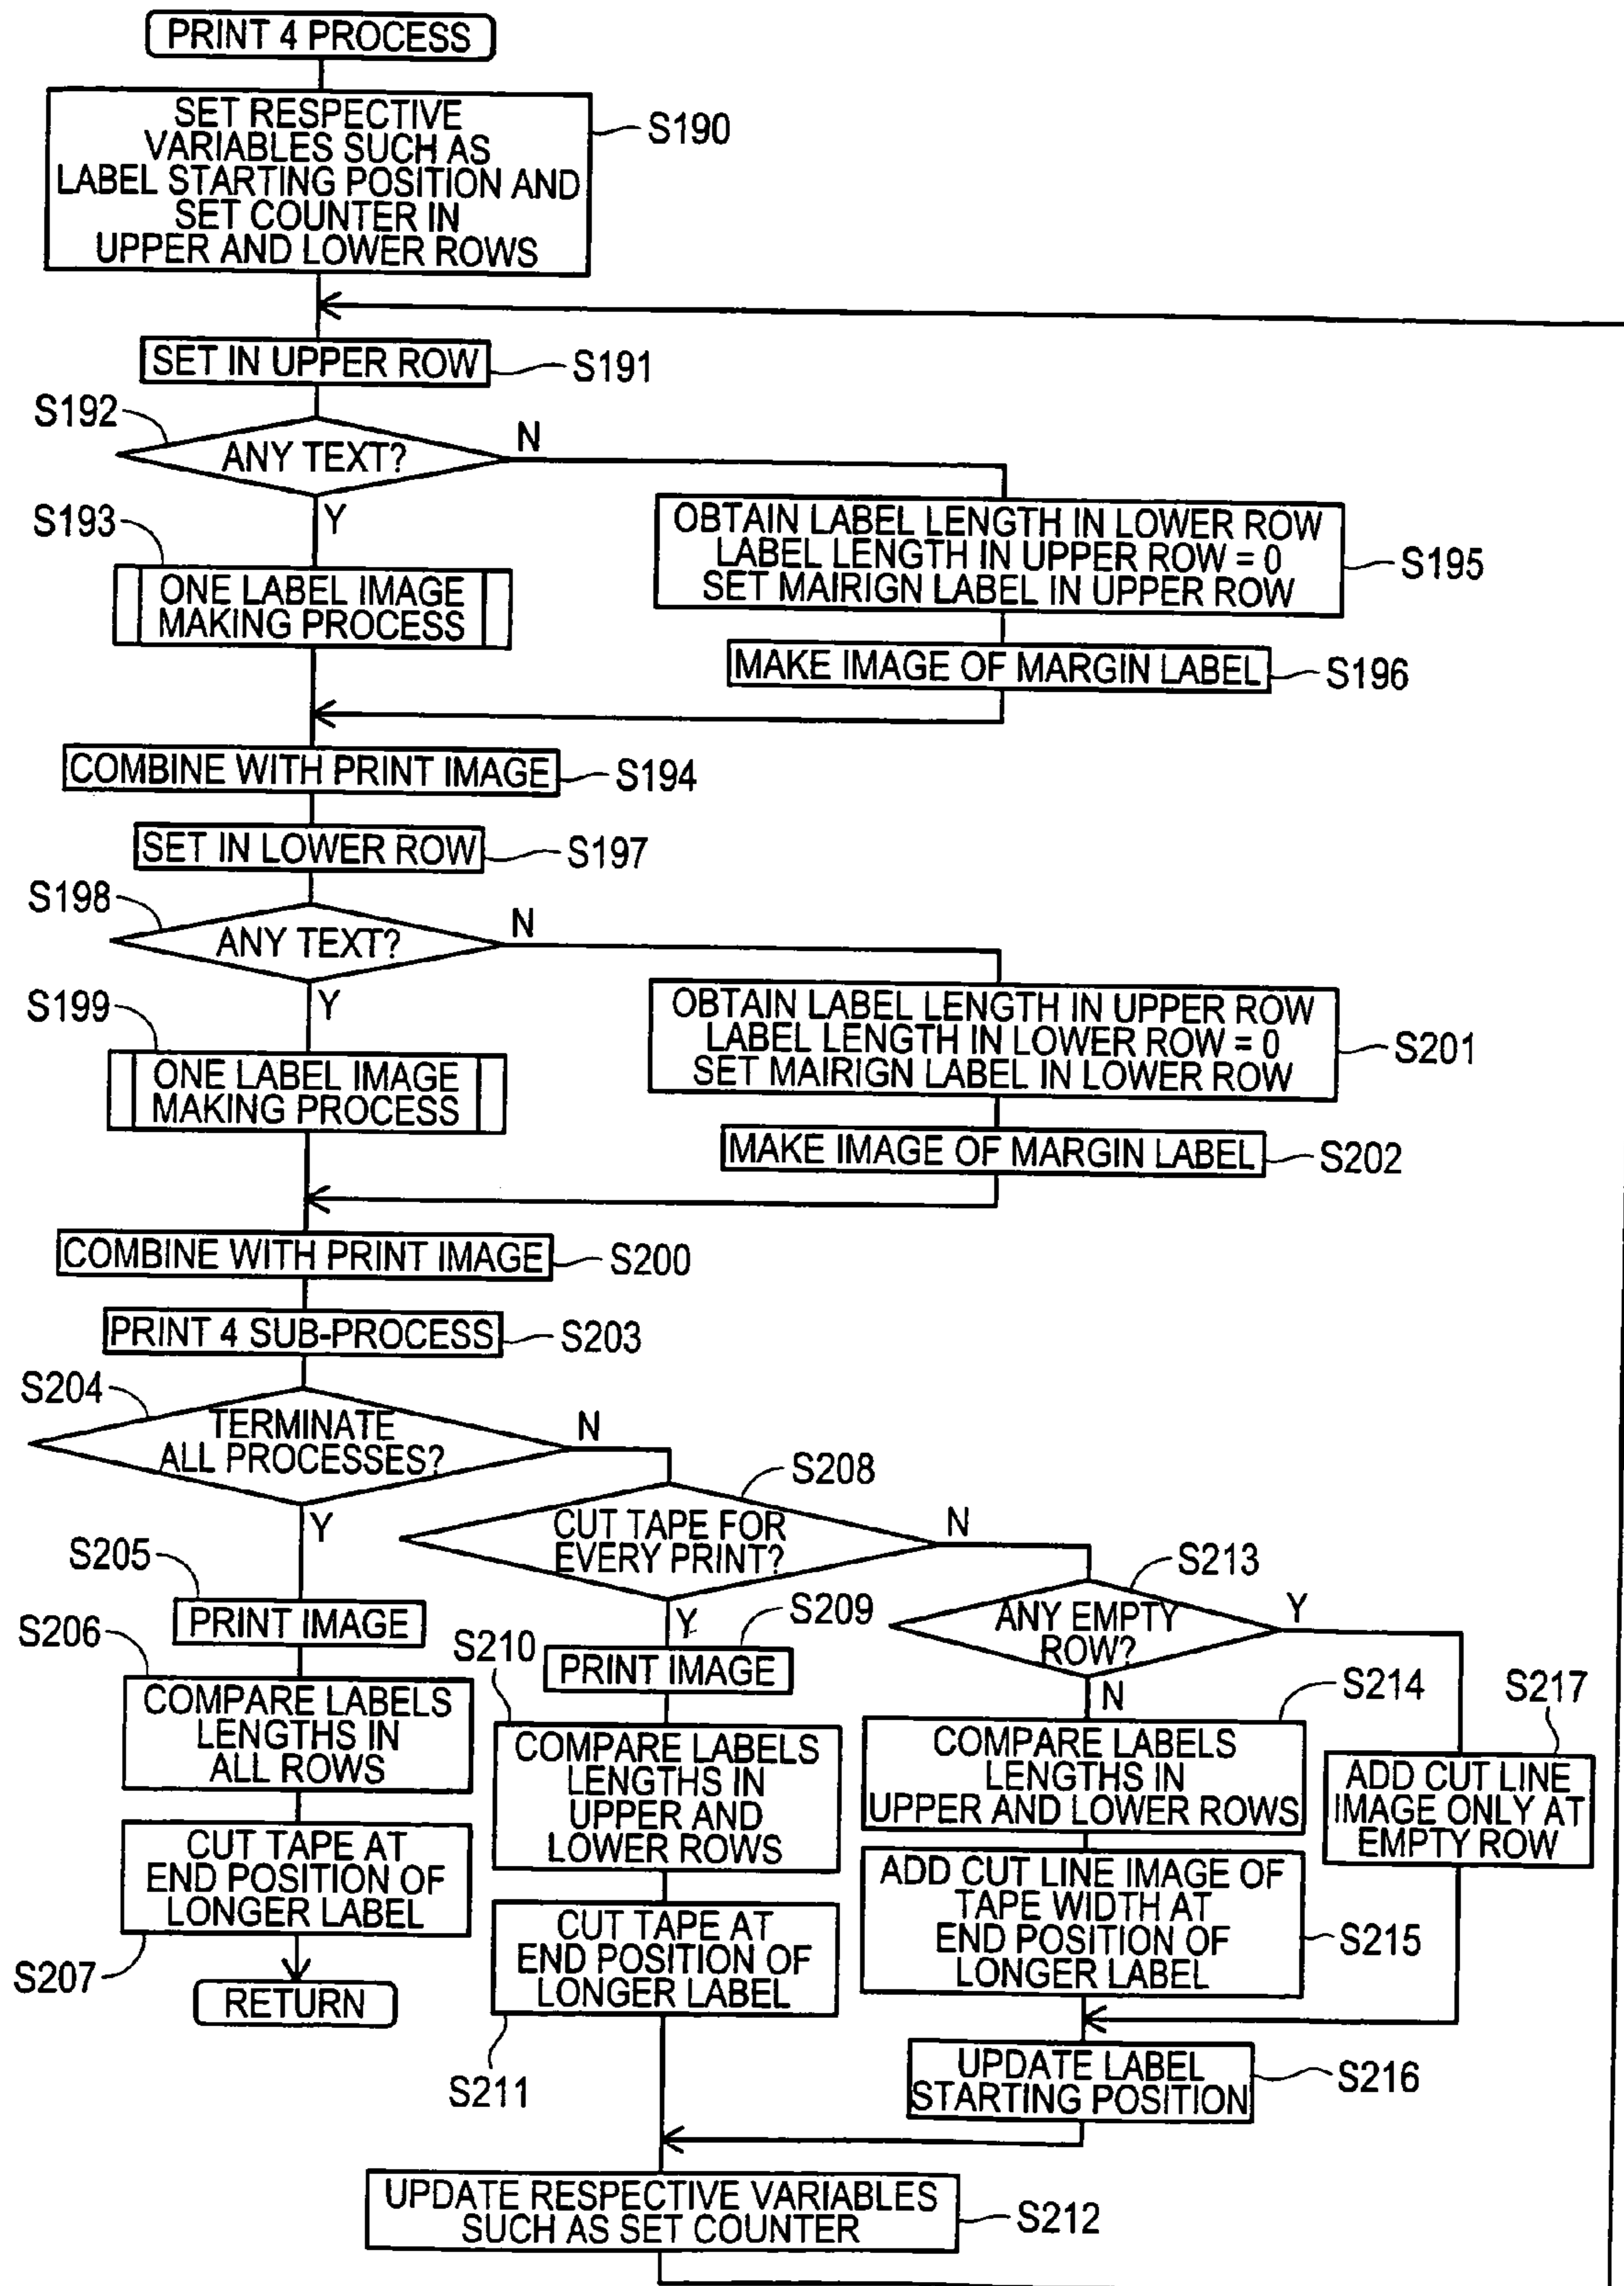 PRINT 4 PROCESS
SET RESPECTIVE
VARIABLES SUCH AS
LABEL STARTING POSITION AND
SET COUNTER IN
UPPER AND LOWER ROWS
S190
SET IN UPPER ROW
S191
S192
ANY TEXT?
N
Y
S193
ONE LABEL IMAGE
MAKING PROCESS
OBTAIN LABEL LENGTH IN LOWER ROW
LABEL LENGTH IN UPPER ROW = 0
SET MAIRIGN LABEL IN UPPER ROW
S195
MAKE IMAGE OF MARGIN LABEL
S196
COMBINE WITH PRINT IMAGE
S194
SET IN LOWER ROW
S197
S198
ANY TEXT?
N
Y
S199
ONE LABEL IMAGE
MAKING PROCESS
OBTAIN LABEL LENGTH IN UPPER ROW
LABEL LENGTH IN LOWER ROW = 0
SET MAIRIGN LABEL IN LOWER ROW
S201
MAKE IMAGE OF MARGIN LABEL
S202
COMBINE WITH PRINT IMAGE
S200
PRINT 4 SUB-PROCESS
S203
S204
TERMINATE
ALL PROCESSES?
N
Y
S205
PRINT IMAGE
S206
COMPARE LABELS
LENGTHS IN
ALL ROWS
CUT TAPE AT
END POSITION OF
LONGER LABEL
S207
RETURN
S208
CUT TAPE FOR
EVERY PRINT?
N
Y
S209
PRINT IMAGE
S210
COMPARE LABELS
LENGTHS IN
UPPER AND
LOWER ROWS
CUT TAPE AT
END POSITION OF
LONGER LABEL
S211
S213
ANY EMPTY
ROW?
Y
N
S214
COMPARE LABELS
LENGTHS IN
UPPER AND LOWER ROWS
ADD CUT LINE IMAGE OF
TAPE WIDTH AT
END POSITION OF
LONGER LABEL
S215
S217
ADD CUT LINE
IMAGE ONLY AT
EMPTY ROW
UPDATE LABEL
STARTING POSITION
S216
UPDATE RESPECTIVE VARIABLES
SUCH AS SET COUNTER
S212